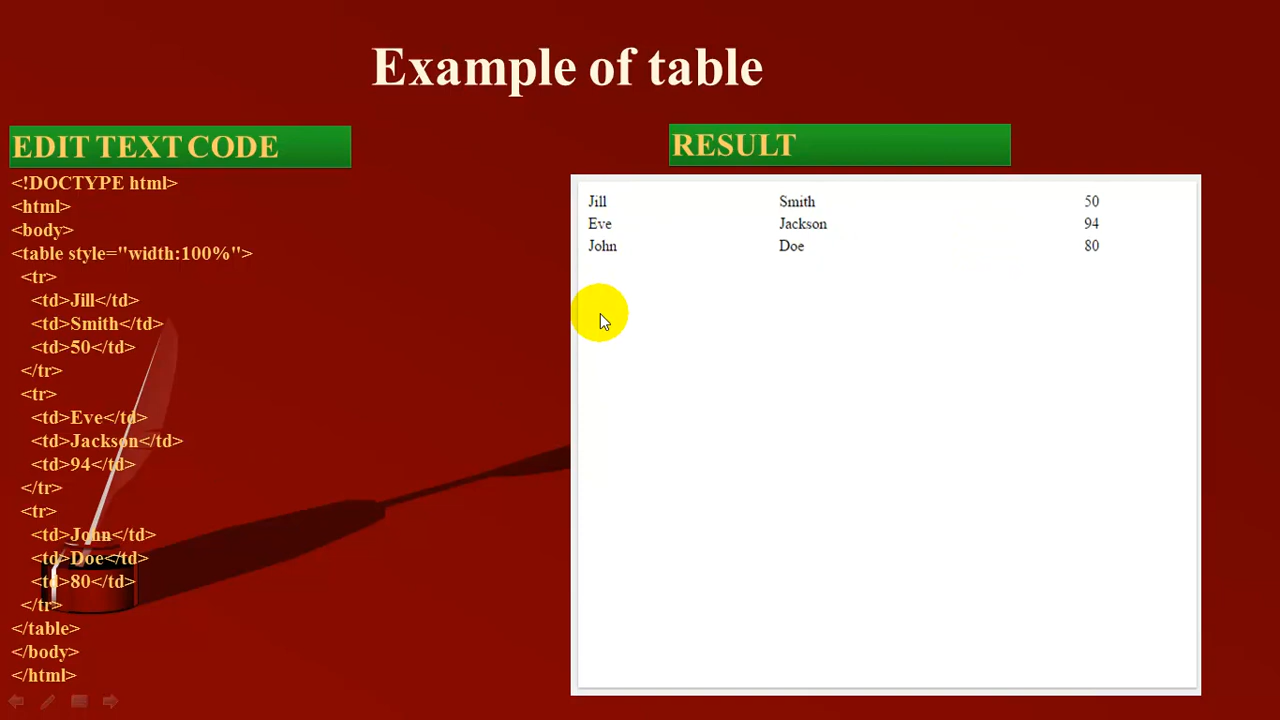 Example of table
EDIT TEXT CODE
<!DOCTYPE html>
<html>
<body>
<table style="width:100%">
<tr>
<td>Jill</td>
<td>Smith</td>
<td>50</td>
</tr>
<tr>
<td>Eve</td>
<td>Jackson</td>
<td>94</td>
</tr>
<tr>
<td>John</td>
<td>Doe</td>
<td>80</td>
</tr>
</table>
</body>
</html>
RESULT
Jill Smith 50
Eve Jackson 94
John Doe 80